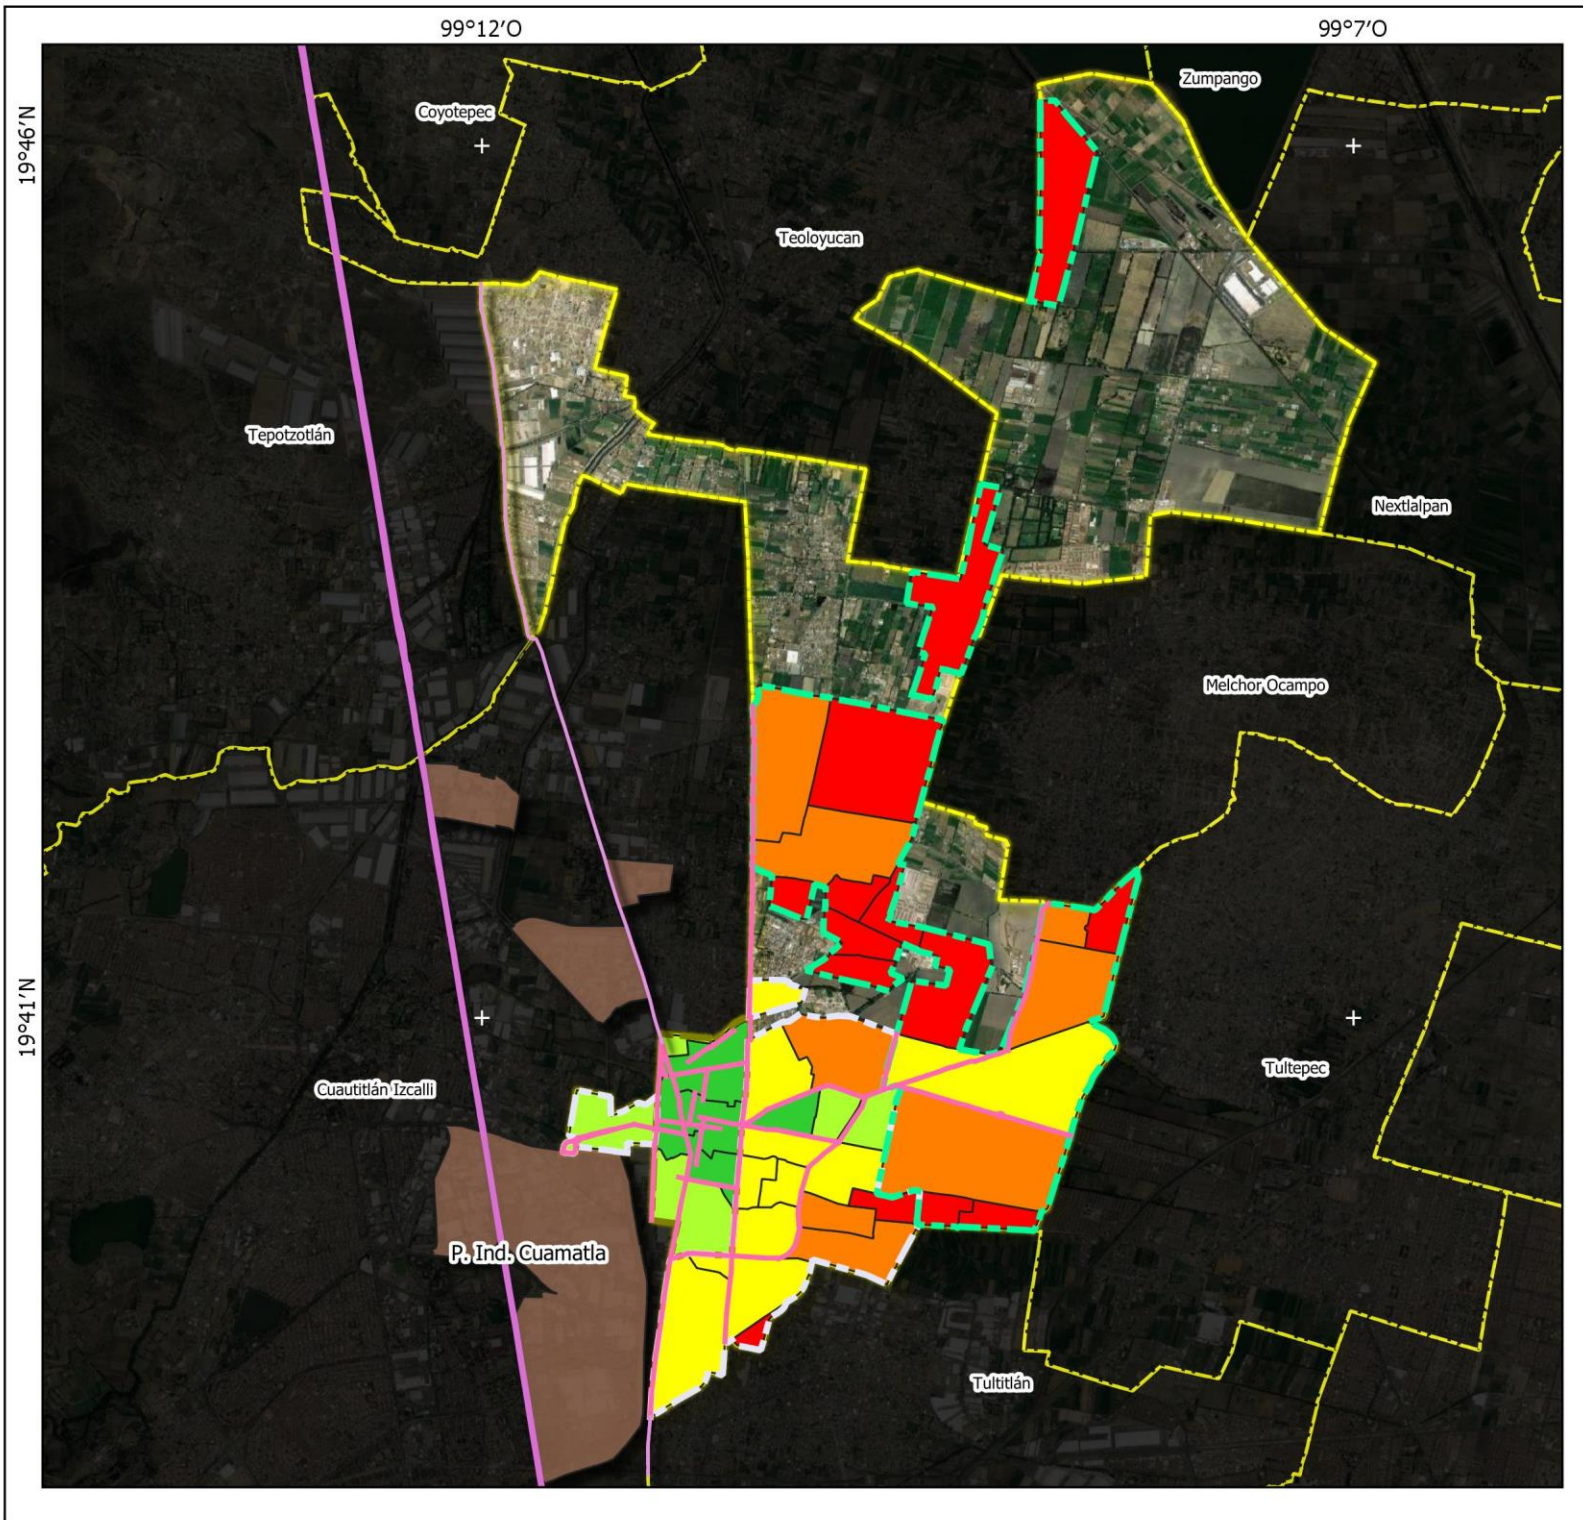 99°12'O
99°7'O
Zumpango
Coyotepec
19°46'N
Teoloyucan
Tepotzotlán
Nextlalpan
Melchor Ocampo
19°41'N
Tultepec
Cuautitlán Izcalli
P. Ind. Cuamatla
Tultitlán